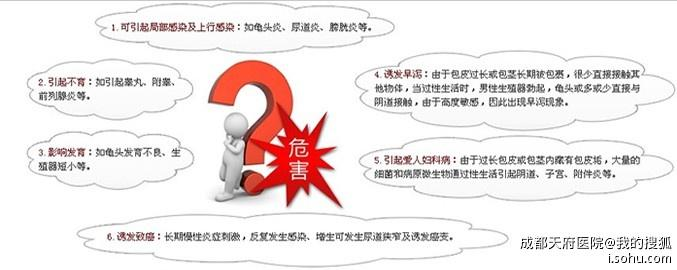 1.可引起局部感染及上行感染：如龟头炎、尿道炎、膀胱炎等。
2.引起不育：如引起睾丸、附睾、
前列腺炎等。
3.影响发育：如龟头发育不良、生
殖器短小等。
危
害
4.诱发早泻：由于包皮过长或包茎长期被包裹，很少直接接触其
他物体，当过性生活时，男性生殖器勃起，龟头或多或少直接与
阴道接触，由于高度敏感，因此出现早泻现象。
5.引起爱人妇科病：由于过长包皮或包茎内藏有包皮垢，大量的
细菌和病原微生物通过性生活引起阴道、子宫、附件炎等。
6.诱发致癌：长期慢性炎症刺激，反复发生感染、增生可发生尿道狭窄及诱发癌变。
成都天府医院@我的搜狐
i.sohu.com